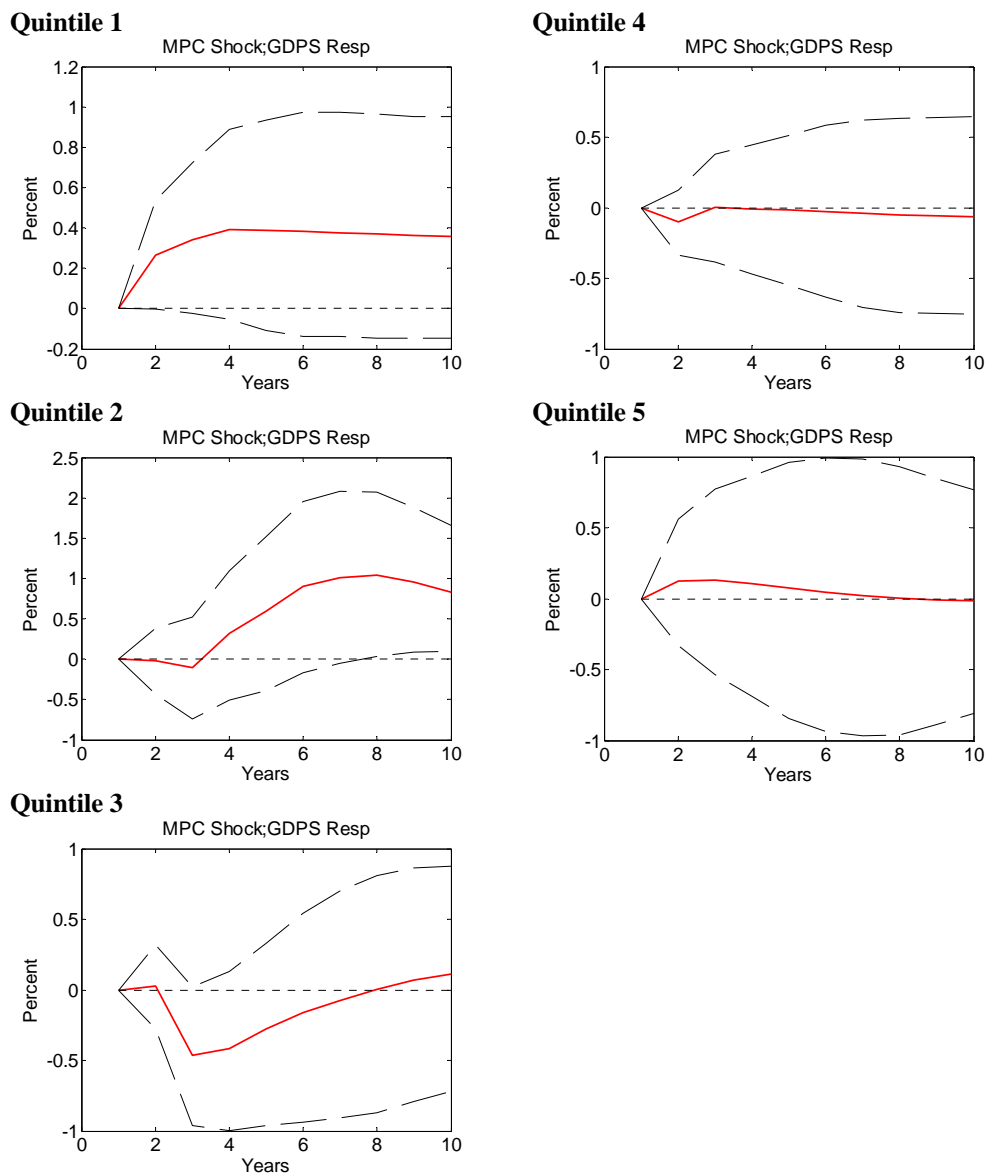 Quintile 1
MPC Shock;GDPS Resp
1.2
1
0.8
0.6
0.4
0.2
0
-0.2
Percent
0 2 4 6 8 10
Years
Quintile 2
MPC Shock;GDPS Resp
2.5
2
1.5
1
0.5
0
-0.5
-1
Percent
0 2 4 6 8 10
Years
Quintile 3
MPC Shock;GDPS Resp
1
0.5
0
-0.5
-1
Percent
0 2 4 6 8 10
Years
Quintile 4
MPC Shock;GDPS Resp
1
0.5
0
-0.5
-1
Percent
0 2 4 6 8 10
Years
Quintile 5
MPC Shock;GDPS Resp
1
0.5
0
-0.5
-1
Percent
0 2 4 6 8 10
Years